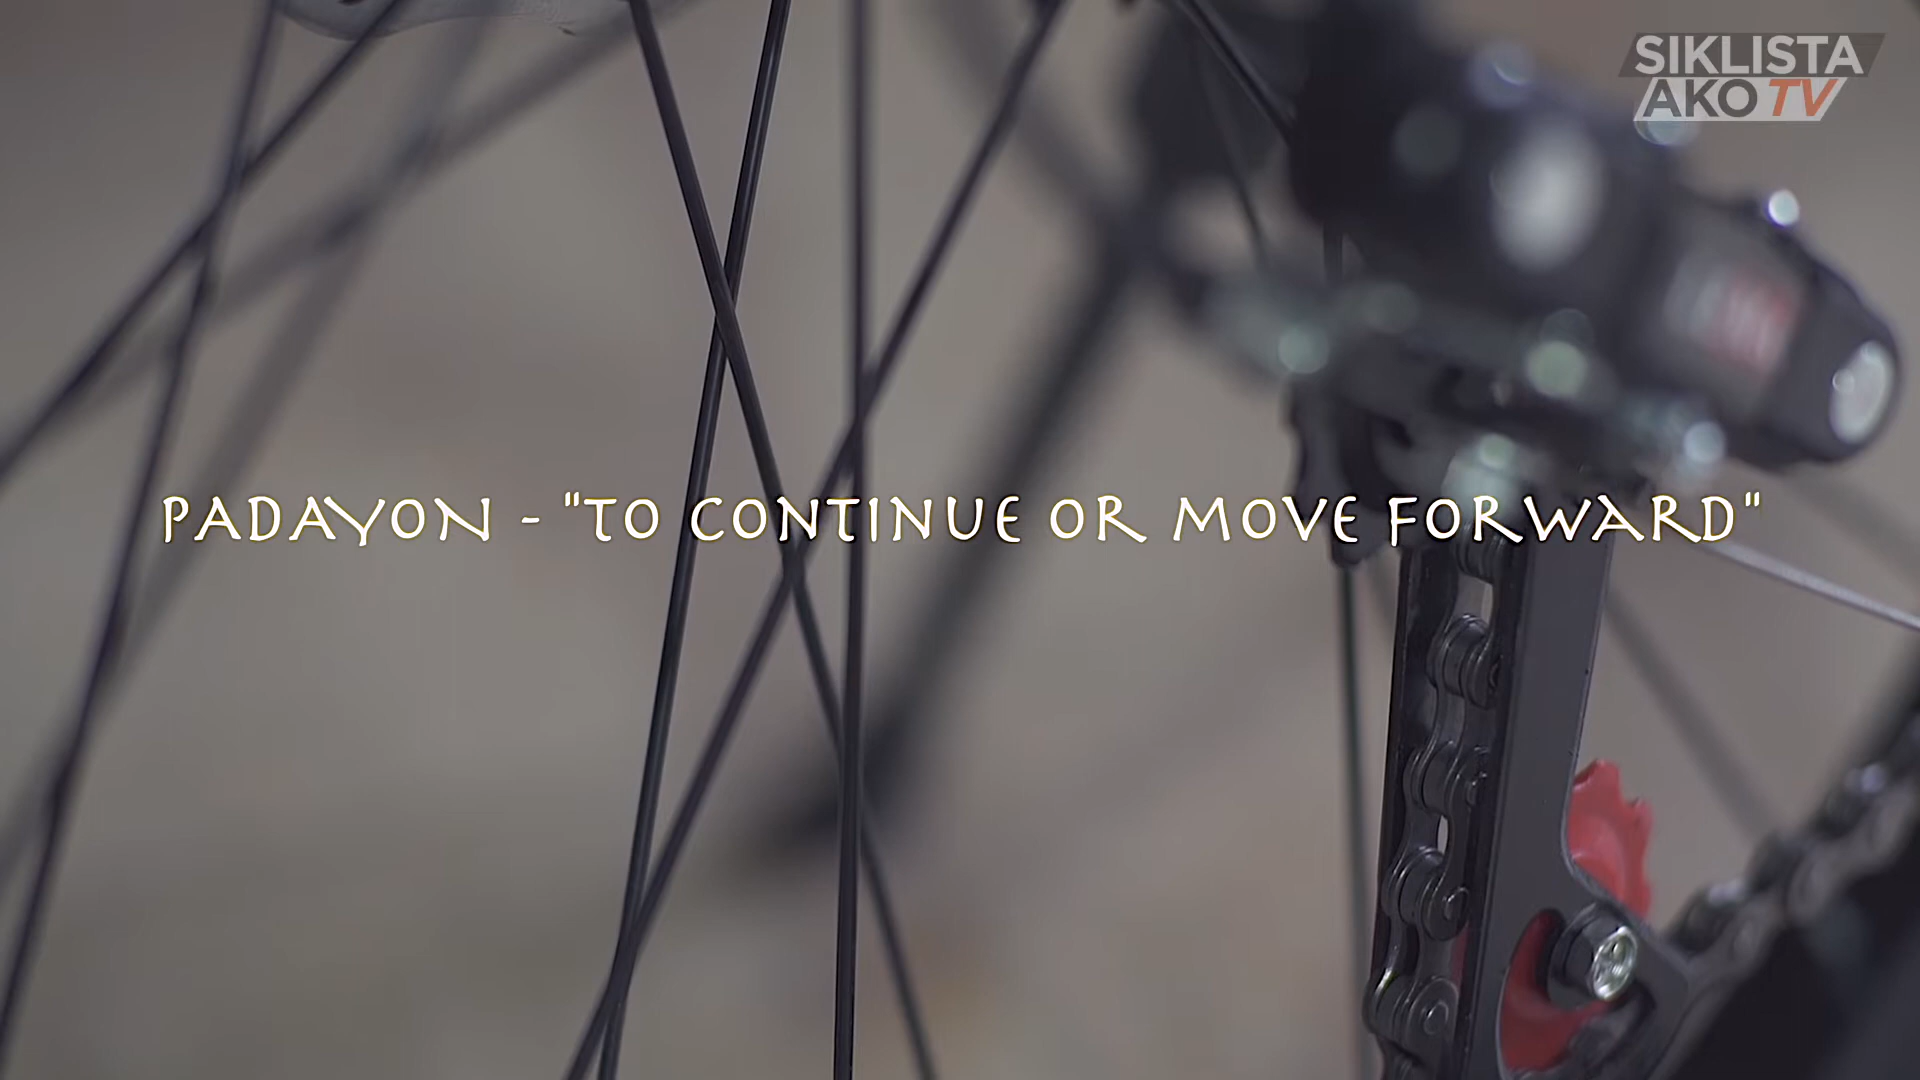 SIKLISTA
AKO TV
PADAYON - "TO CONTINUE OR MOVE FORWARD"